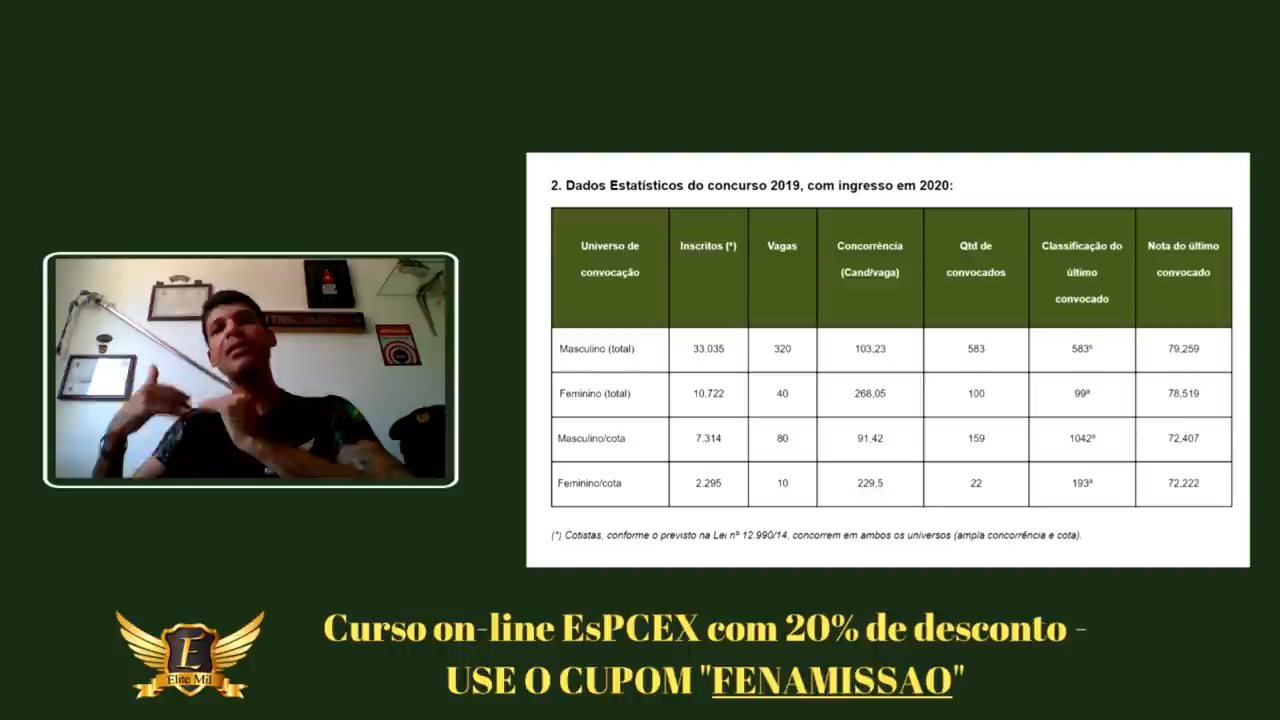 2. Dados Estatísticos do concurso 2019, com ingresso em 2020:
Universo de convocação Inscritos (*) Vagas Concorrência (Cand/vaga) Qtd de convocados Classificação do último convocado Nota do último convocado
Masculino (total) 33.035 320 103,23 583 583º 79,259
Feminino (total) 10.722 40 268,05 100 99ª 78,519
Masculino/cota 7.314 80 91,42 159 1042º 72,407
Feminino/cota 2.295 10 229,5 22 193ª 72,222
(*) Cotistas, conforme o previsto na Lei nº 12.990/14, concorrem em ambos os universos (ampla concorrência e cota).
E
Elite Mil
Curso on-line EsPCEX com 20% de desconto -
USE O CUPOM "FENAMISSAO"